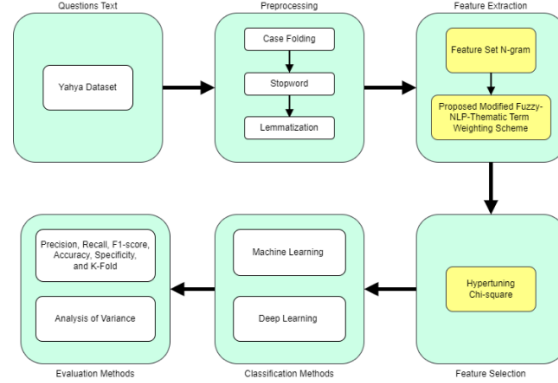 Questions Text
Preprocessing
Feature Extraction
Yahya Dataset
Case Folding
Stopword
Lemmatization
Feature Set N-gram
Proposed Modified Fuzzy-
NLP-Thematic Term
Weighting Scheme
Precision, Recall, F1-score,
Accuracy, Specificity,
and K-Fold
Analysis of Variance
Machine Learning
Deep Learning
Hypertuning
Chi-square
Evaluation Methods
Classification Methods
Feature Selection